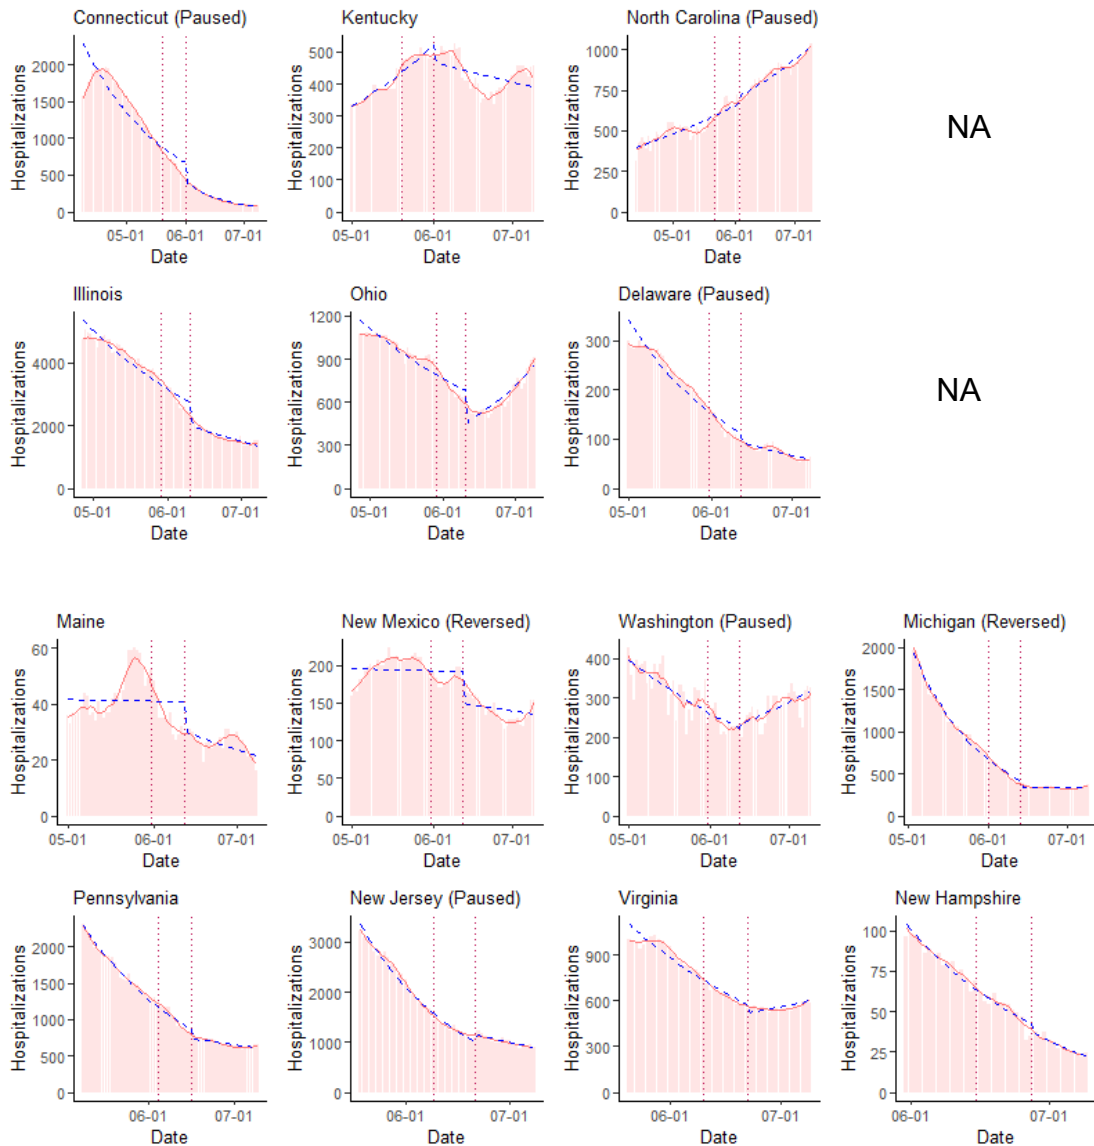 Connecticut (Paused)
Hospitalizations
2000
1500
1000
500
0
05-01 06-01 07-01
Date
Kentucky
Hospitalizations
500
400
300
200
100
0
05-01 06-01 07-01
Date
North Carolina (Paused)
Hospitalizations
1000
750
500
250
0
05-01 06-01 07-01
Date
NA
Illinois
Hospitalizations
4000
2000
0
05-01 06-01 07-01
Date
Ohio
Hospitalizations
1200
900
600
300
0
05-01 06-01 07-01
Date
Delaware (Paused)
Hospitalizations
300
200
100
0
05-01 06-01 07-01
Date
NA
Maine
Hospitalizations
60
40
20
0
05-01 06-01 07-01
Date
New Mexico (Reversed)
Hospitalizations
200
150
100
50
0
05-01 06-01 07-01
Date
Washington (Paused)
Hospitalizations
400
300
200
100
0
05-01 06-01 07-01
Date
Michigan (Reversed)
Hospitalizations
2000
1500
1000
500
0
05-01 06-01 07-01
Date
Pennsylvania
Hospitalizations
2000
1500
1000
500
0
06-01 07-01
Date
New Jersey (Paused)
Hospitalizations
3000
2000
1000
0
06-01 07-01
Date
Virginia
Hospitalizations
900
600
300
0
06-01 07-01
Date
New Hampshire
Hospitalizations
100
75
50
25
0
06-01 07-01
Date